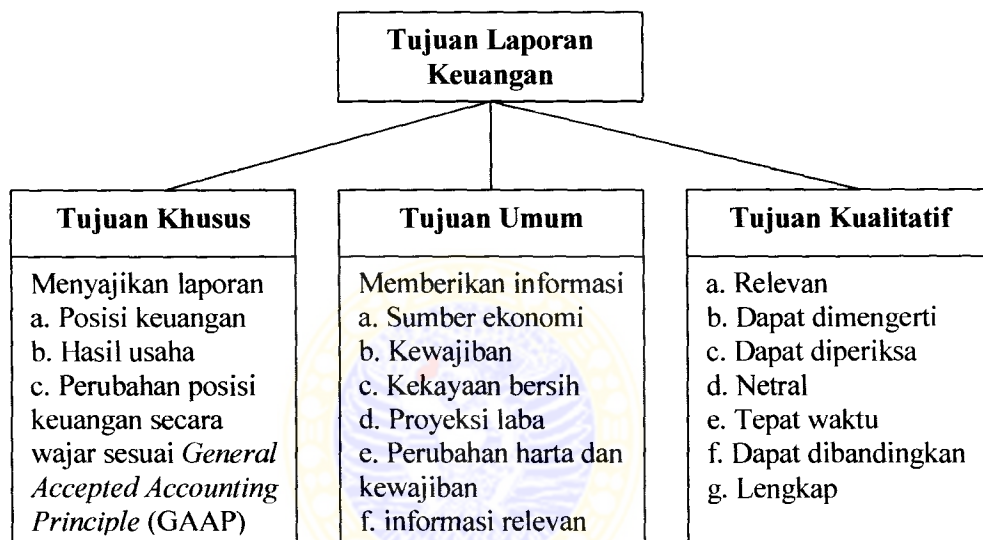 Tujuan Laporan
Keuangan
Tujuan Khusus
Menyajikan laporan
a. Posisi keuangan
b. Hasil usaha
c. Perubahan posisi
keuangan secara
wajar sesuai General
Accepted Accounting
Principle (GAAP)
Tujuan Umum
Memberikan informasi
a. Sumber ekonomi
b. Kewajiban
c. Kekayaan bersih
d. Proyeksi laba
e. Perubahan harta dan
kewajiban
f. informasi relevan
Tujuan Kualitatif
a. Relevan
b. Dapat dimengerti
c. Dapat diperiksa
d. Netral
e. Tepat waktu
f. Dapat dibandingkan
g. Lengkap